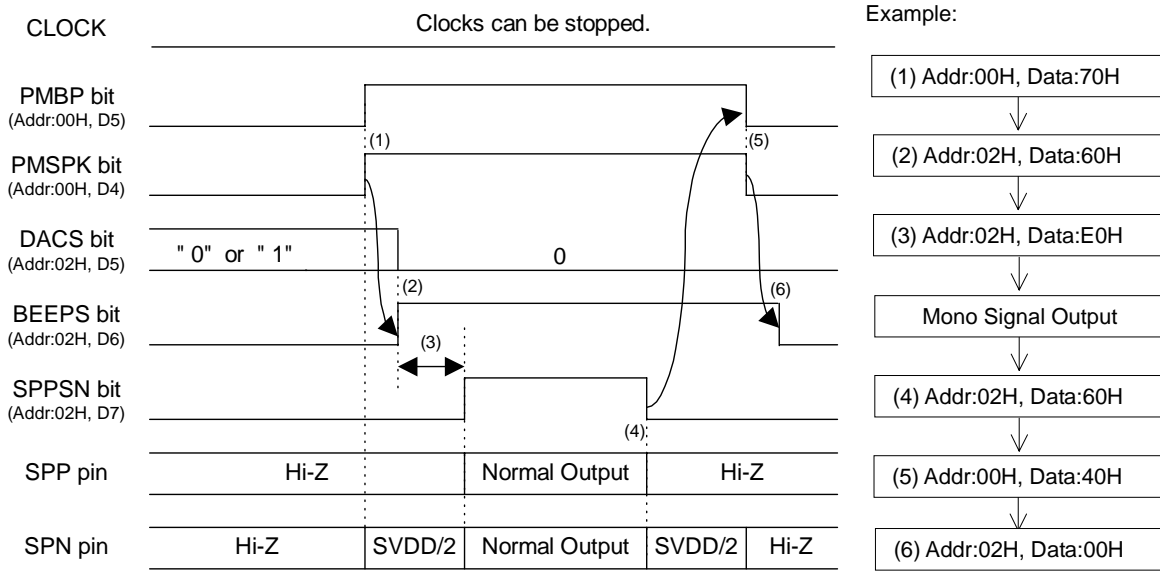 CLOCK
Clocks can be stopped.
PMBP bit
(Addr:00H, D5)
(1)
(5)
PMSPK bit
(Addr:00H, D4)
DACS bit
(Addr:02H, D5)
" 0" or " 1"
0
(2)
(6)
BEEPS bit
(Addr:02H, D6)
(3)
SPPSN bit
(Addr:02H, D7)
(4)
SPP pin
Hi-Z
Normal Output
Hi-Z
SPN pin
Hi-Z
SVDD/2
Normal Output
SVDD/2
Hi-Z
Example:
(1) Addr:00H, Data:70H
(2) Addr:02H, Data:60H
(3) Addr:02H, Data:E0H
Mono Signal Output
(4) Addr:02H, Data:60H
(5) Addr:00H, Data:40H
(6) Addr:02H, Data:00H